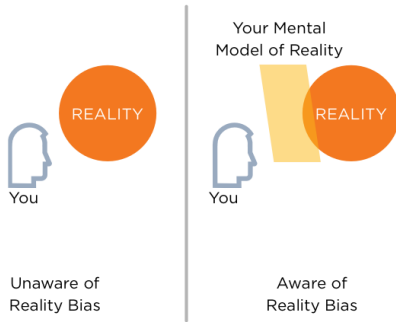 REALITY
You
Unaware of
Reality Bias
Your Mental
Model of Reality
REALITY
You
Aware of
Reality Bias